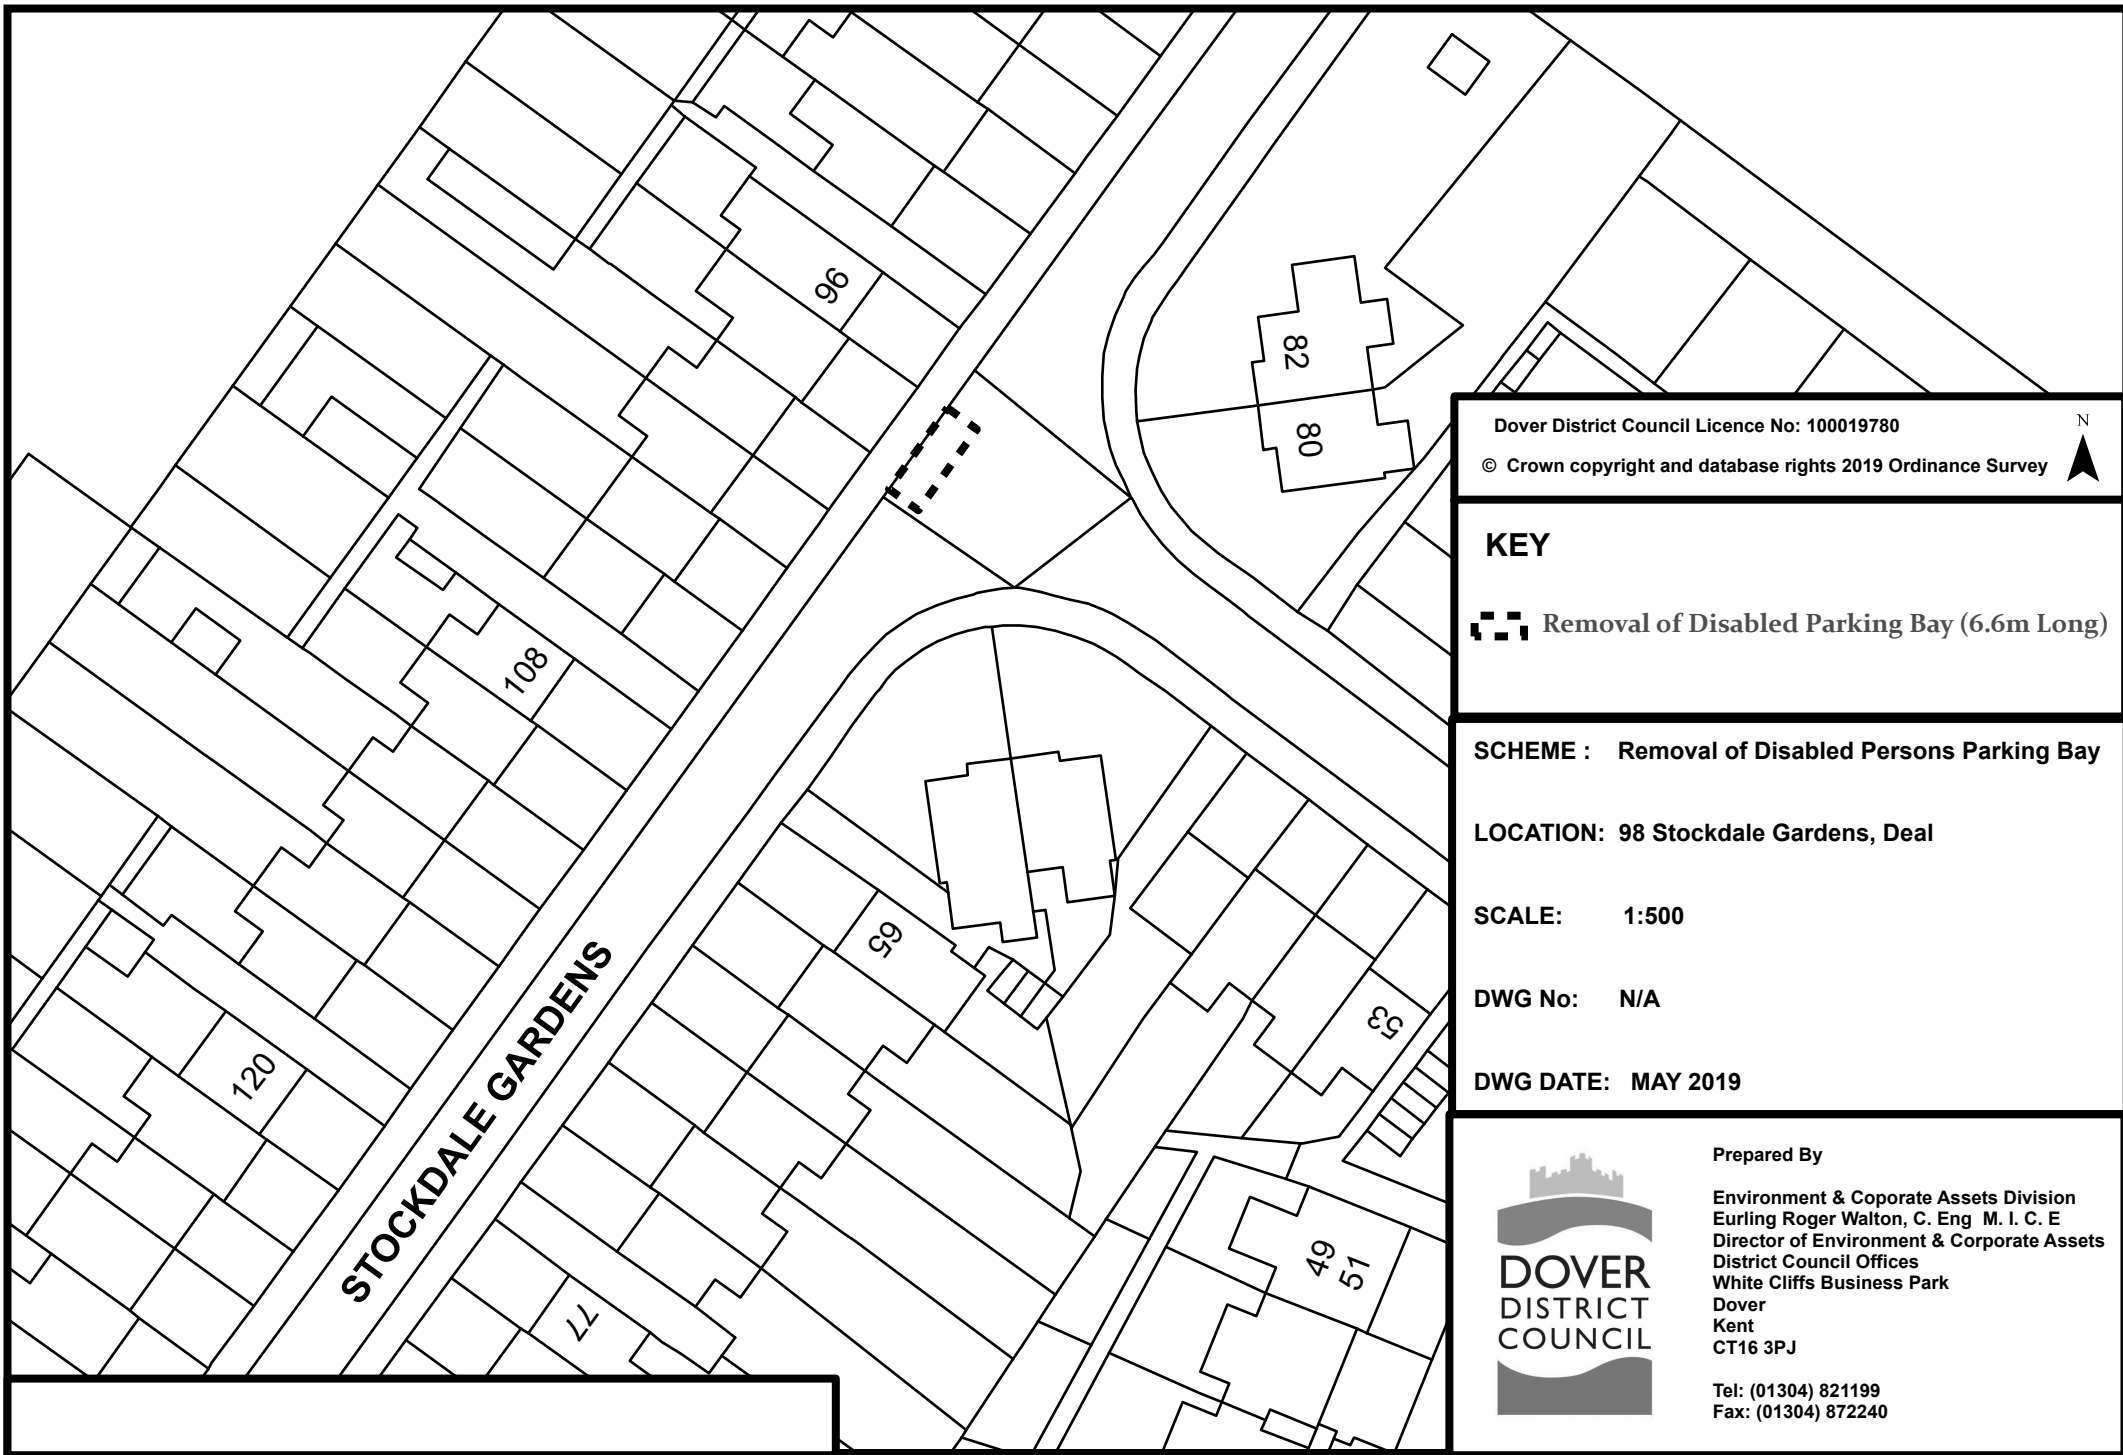 96
82
80
108
65
53
120
STOCKDALE GARDENS
49
51
77
Dover District Council Licence No: 100019780
N
© Crown copyright and database rights 2019 Ordinance Survey
KEY
Removal of Disabled Parking Bay (6.6m Long)
SCHEME : Removal of Disabled Persons Parking Bay
LOCATION: 98 Stockdale Gardens, Deal
SCALE: 1:500
DWG No: N/A
DWG DATE: MAY 2019
DOVER
DISTRICT
COUNCIL
Prepared By
Environment & Coporate Assets Division
Eurling Roger Walton, C. Eng M. I. C. E
Director of Environment & Corporate Assets
District Council Offices
White Cliffs Business Park
Dover
Kent
CT16 3PJ
Tel: (01304) 821199
Fax: (01304) 872240